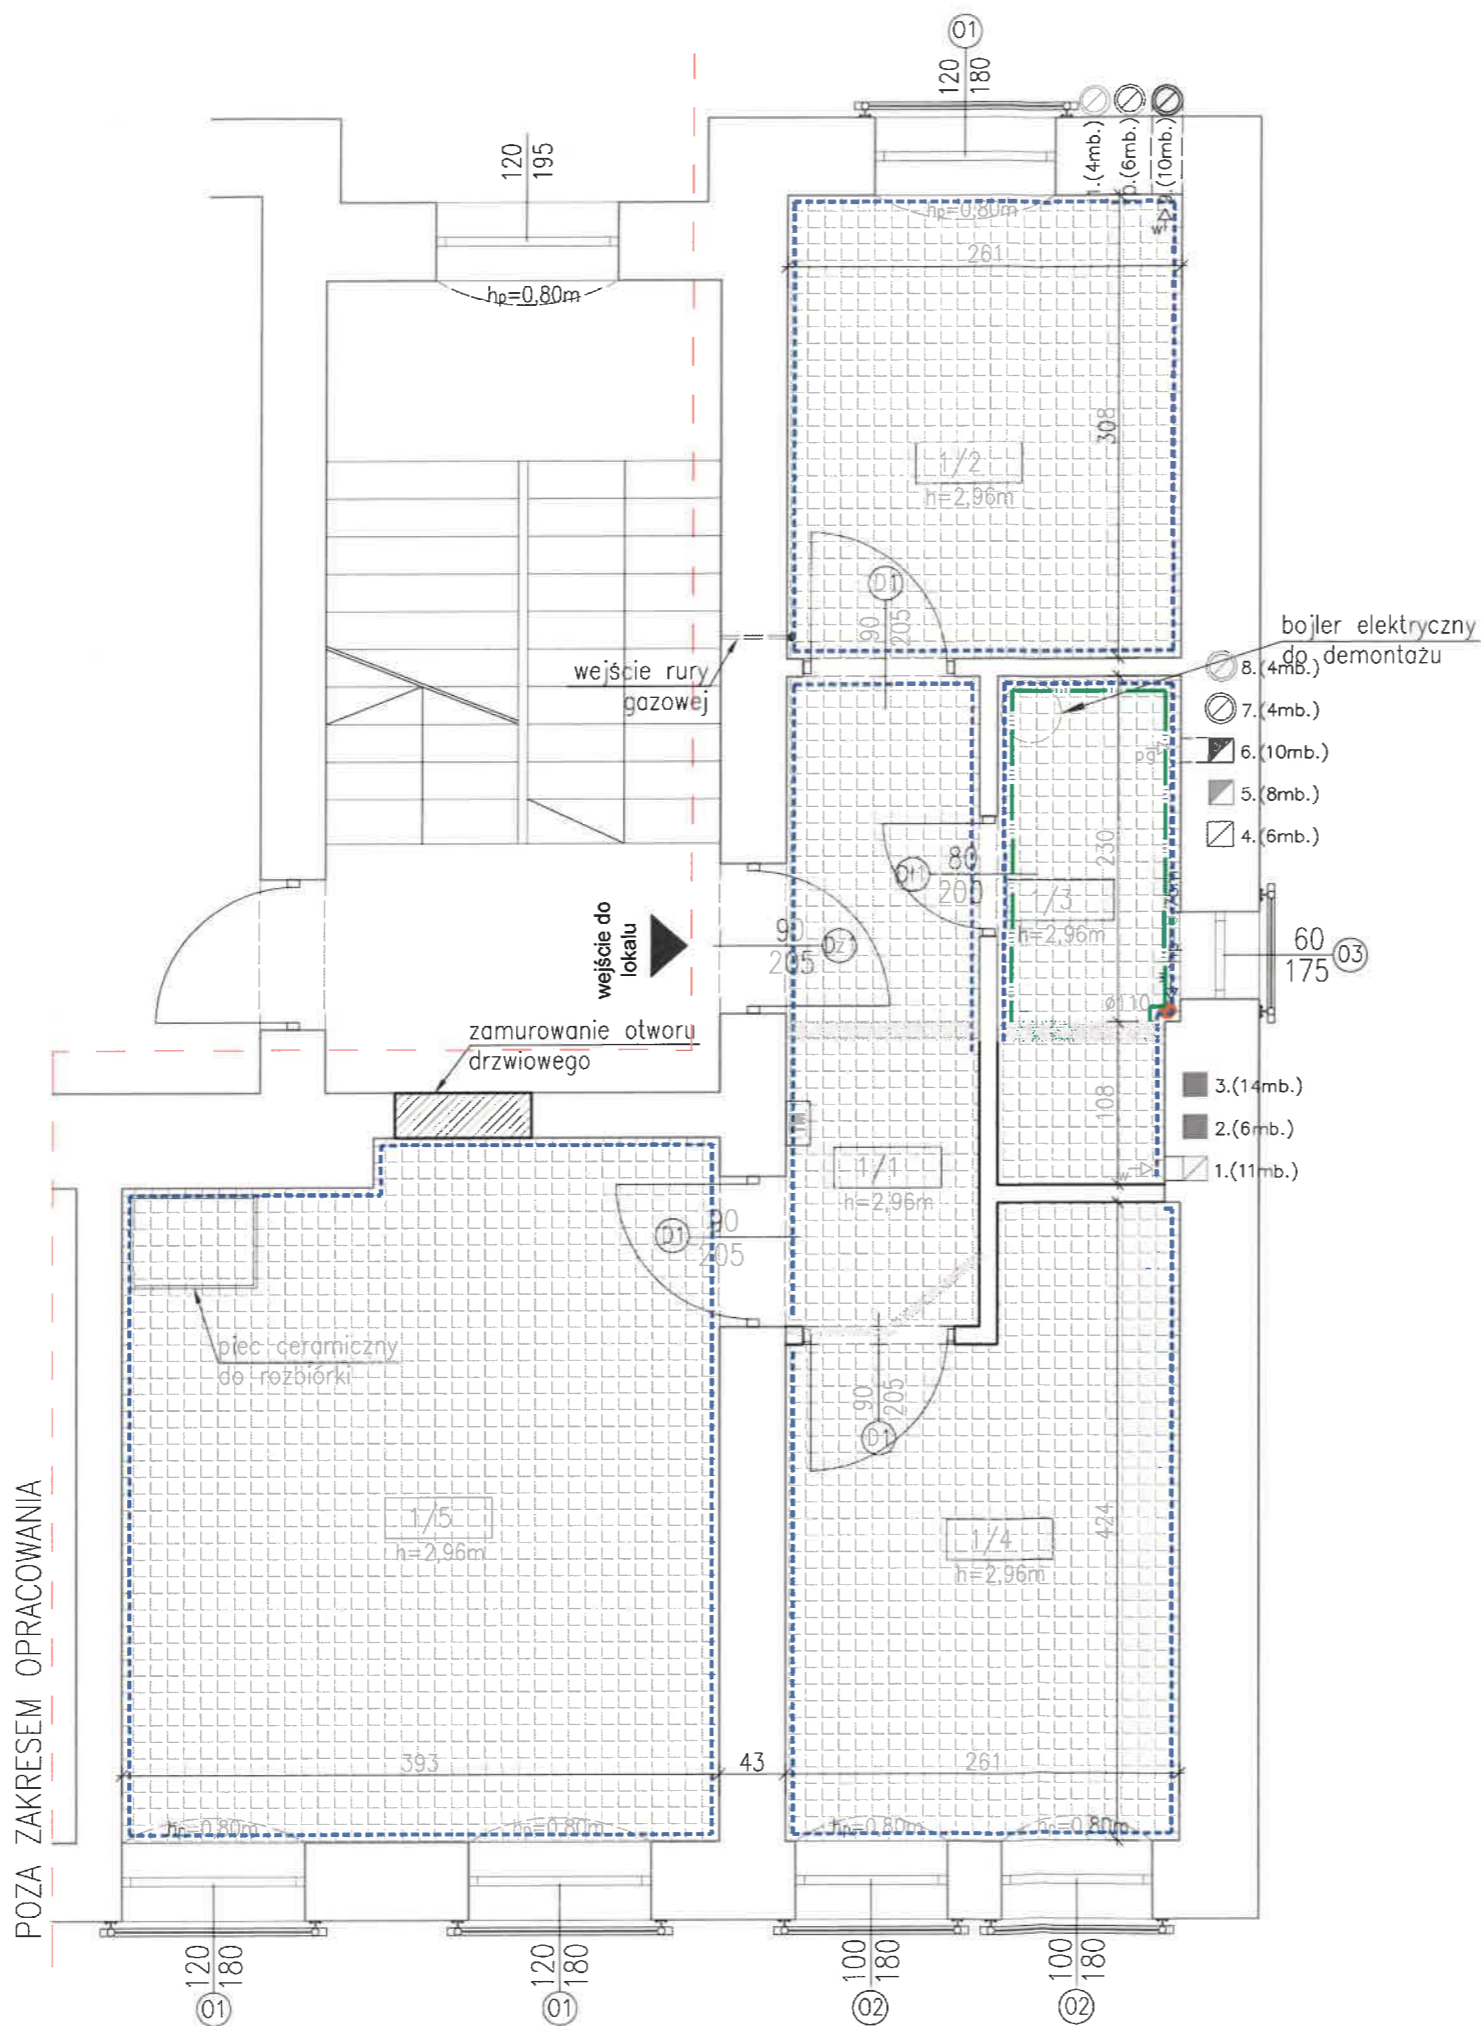 01
120
180
120
195
hp=0,80m
1.(4mb.)
(6mb.)
(10mb.)
hp=0,80m
w
261
308
1/2
h=2,96m
D1
90
205
wejście rury
gazowej
bojler elektryczny
do demontażu
8.(4mb.)
7.(4mb.)
6.(10mb.)
5.(8mb.)
4.(6mb.)
pg
230
80
200
1/3
h=2,96m
wejście do
lokalu
90
205
60
175
03
ø110
zamurowanie otworu
drzwiowego
108
3.(14mb.)
2.(6mb.)
1.(11mb.)
w
TM
1/1
h=2,96m
D1
90
205
piec ceramiczny
do rozbiórki
90
205
D1
POZA ZAKRESEM OPRACOWANIA
1/5
h=2,96m
1/4
h=2,96m
424
393
43
261
hp=0,80m
hp=0,80m
hp=0,80m
hp=0,80m
120
180
01
120
180
01
100
180
02
100
180
02